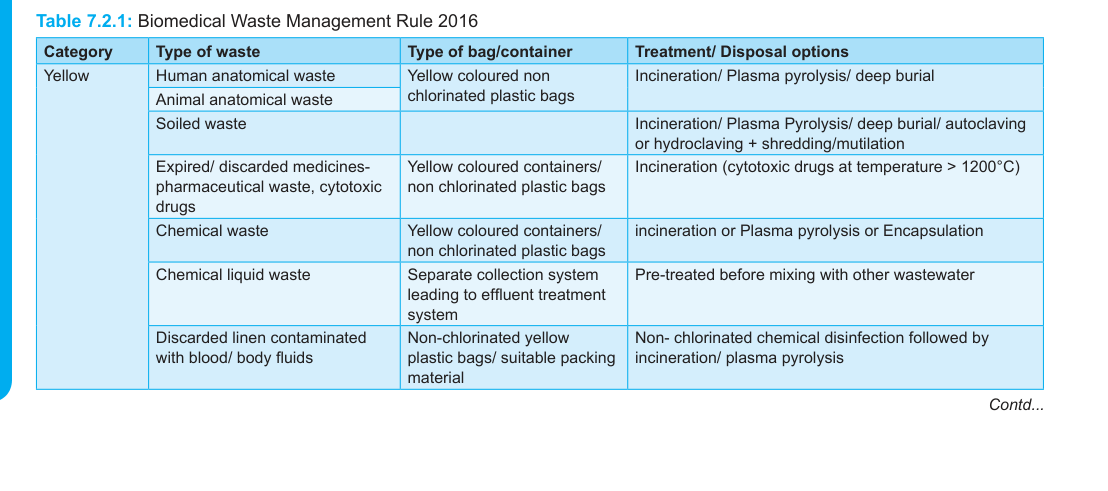 Table 7.2.1: Biomedical Waste Management Rule 2016
Category
Type of waste
Type of bag/container
Treatment/ Disposal options
Yellow
Human anatomical waste
Yellow coloured non
chlorinated plastic bags
Incineration/ Plasma pyrolysis/ deep burial
Animal anatomical waste
Soiled waste
Incineration/ Plasma Pyrolysis/ deep burial/ autoclaving
or hydroclaving + shredding/mutilation
Expired/ discarded medicines-
pharmaceutical waste, cytotoxic
drugs
Yellow coloured containers/
non chlorinated plastic bags
Incineration (cytotoxic drugs at temperature > 1200°C)
Chemical waste
Yellow coloured containers/
non chlorinated plastic bags
incineration or Plasma pyrolysis or Encapsulation
Chemical liquid waste
Separate collection system
leading to effluent treatment
system
Pre-treated before mixing with other wastewater
Discarded linen contaminated
with blood/ body fluids
Non-chlorinated yellow
plastic bags/ suitable packing
material
Non- chlorinated chemical disinfection followed by
incineration/ plasma pyrolysis
Contd...